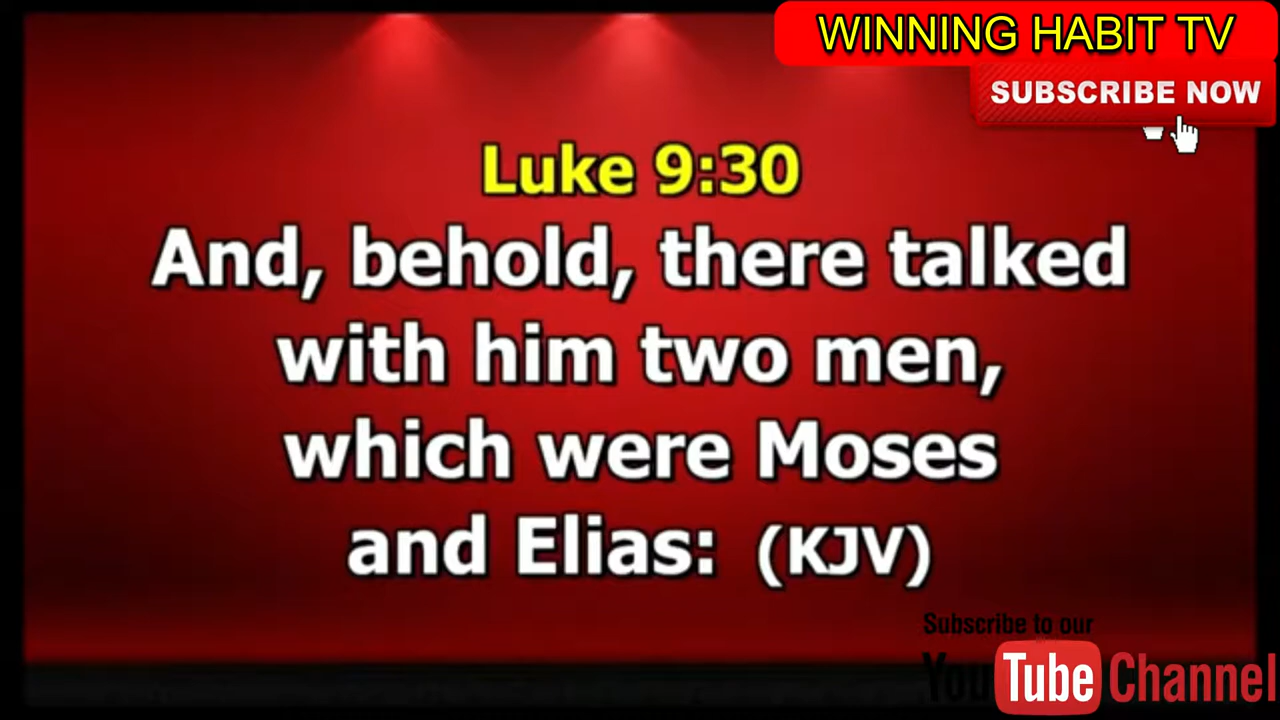 WINNING HABIT TV
SUBSCRIBE NOW
Luke 9:30
And, behold, there talked
with him two men,
which were Moses
and Elias: (KJV)
Subscribe to our
YouTube Channel